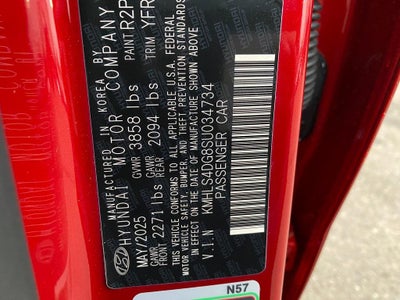 MANUFACTURED IN KOREA BY
HYUNDAI MOTOR COMPANY
MAY/2025 GVWR 3858 lbs PAINT R2P
GAWR FRONT 2271 lbs GAWR REAR 2094 lbs TRIM YFR
THIS VEHICLE CONFORMS TO ALL APPLICABLE U.S.A. FEDERAL
MOTOR VEHICLE SAFETY, BUMPER, AND THEFT PREVENTION STANDARDS
IN EFFECT ON THE DATE OF MANUFACTURE SHOWN ABOVE.
V.I.N KMHLS4DG8SU034734
PASSENGER CAR
N57